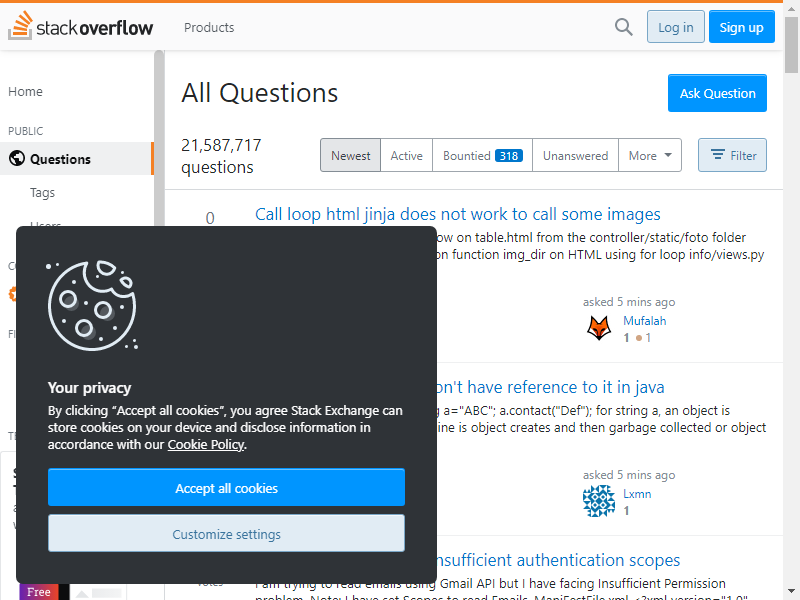 stackoverflow
Products
Log in
Sign up
Home
PUBLIC
Questions
Tags
Users
All Questions
Ask Question
21,587,717
questions
Newest
Active
Bountied 318
Unanswered
More
Filter
0
Call loop html jinja does not work to call some images
ow on table.html from the controller/static/foto folder
on function img_dir on HTML using for loop info/views.py
asked 5 mins ago
Mufalah
1 1
on't have reference to it in java
a="ABC"; a.contact("Def"); for string a, an object is
ine is object creates and then garbage collected or object
asked 5 mins ago
Lxmn
1
nsufficient authentication scopes
I am trying to read emails using Gmail API but I have facing Insufficient Permission
problem. Note: I have set Scopes to read Emails. ManiFestFile.xml <?xml version="1.0"
Your privacy
By clicking “Accept all cookies”, you agree Stack Exchange can
store cookies on your device and disclose information in
accordance with our Cookie Policy.
Accept all cookies
Customize settings
votes
Free